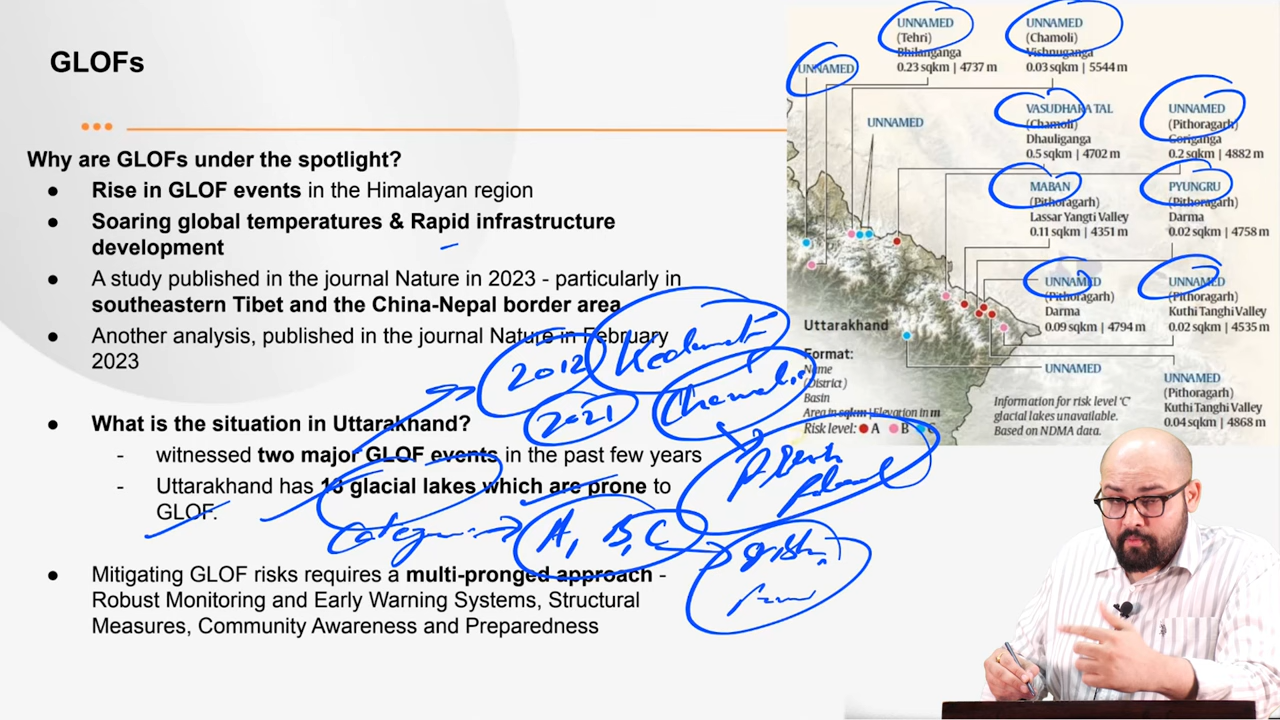 GLOFs
Why are GLOFs under the spotlight?
● Rise in GLOF events in the Himalayan region
● Soaring global temperatures & Rapid infrastructure
development
● A study published in the journal Nature in 2023 - particularly in
southeastern Tibet and the China-Nepal border area.
● Another analysis, published in the journal Nature in February
2023
● What is the situation in Uttarakhand?
- witnessed two major GLOF events in the past few years
- Uttarakhand has 13 glacial lakes which are prone to
GLOF.
● Mitigating GLOF risks requires a multi-pronged approach -
Robust Monitoring and Early Warning Systems, Structural
Measures, Community Awareness and Preparedness
2012
2021
A, B, C
UNNAMED
(Tehri)
Bhilanganga
0.23 sqkm | 4737 m
UNNAMED
(Chamoli)
Vishnuganga
0.03 sqkm | 5544 m
UNNAMED
UNNAMED
VASUDHARA TAL
(Chamoli)
Dhauliganga
0.5 sqkm | 4702 m
UNNAMED
(Pithoragarh)
Goriganga
0.2 sqkm | 4882 m
MABAN
(Pithoragarh)
Lassar Yangti Valley
0.11 sqkm | 4351 m
PYUNGRU
(Pithoragarh)
Darma
0.02 sqkm | 4758 m
UNNAMED
(Pithoragarh)
Darma
0.09 sqkm | 4794 m
UNNAMED
(Pithoragarh)
Kuthi Tanghi Valley
0.02 sqkm | 4535 m
UNNAMED
UNNAMED
(Pithoragarh)
Kuthi Tanghi Valley
0.04 sqkm | 4868 m
Uttarakhand
Format:
Name
(District)
Basin
Area in sqkm | Elevation in m
Risk level: ● A ● B ● C
Information for risk level 'C'
glacial lakes unavailable.
Based on NDMA data.